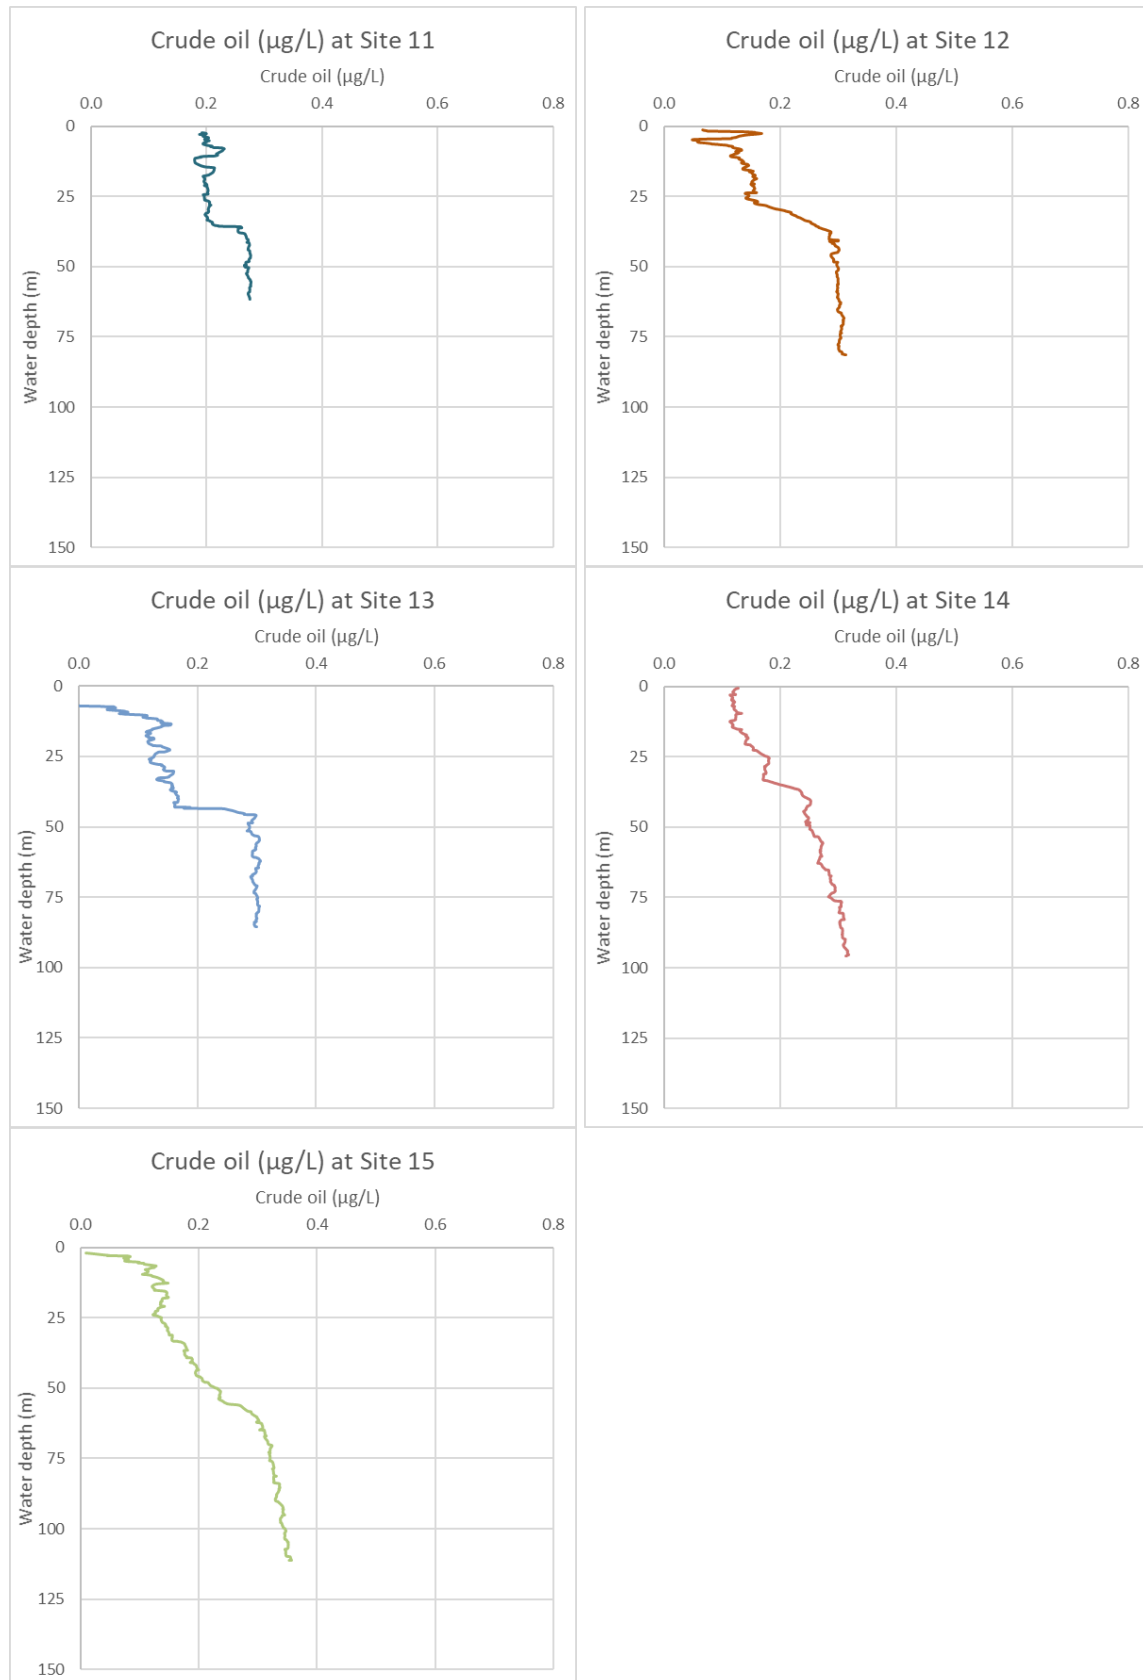 Crude oil (µg/L) at Site 11
Crude oil (µg/L)
0.0 0.2 0.4 0.6 0.8
0
25
50
75
100
125
150
Water depth (m)
Crude oil (µg/L) at Site 12
Crude oil (µg/L)
0.0 0.2 0.4 0.6 0.8
0
25
50
75
100
125
150
Water depth (m)
Crude oil (µg/L) at Site 13
Crude oil (µg/L)
0.0 0.2 0.4 0.6 0.8
0
25
50
75
100
125
150
Water depth (m)
Crude oil (µg/L) at Site 14
Crude oil (µg/L)
0.0 0.2 0.4 0.6 0.8
0
25
50
75
100
125
150
Water depth (m)
Crude oil (µg/L) at Site 15
Crude oil (µg/L)
0.0 0.2 0.4 0.6 0.8
0
25
50
75
100
125
150
Water depth (m)